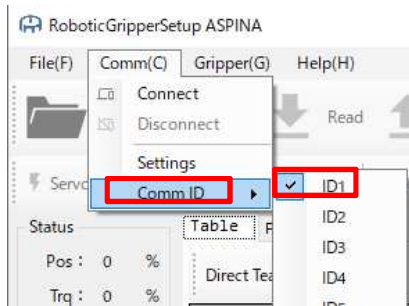 RoboticGripperSetup ASPINA
File(F) Comm(C) Gripper(G) Help(H)
Connect
Disconnect
Read
Settings
Servo
Comm ID
ID1
ID2
ID3
ID4
Status
Table
Pos : 0 %
Direct Tea
Trq : 0 %